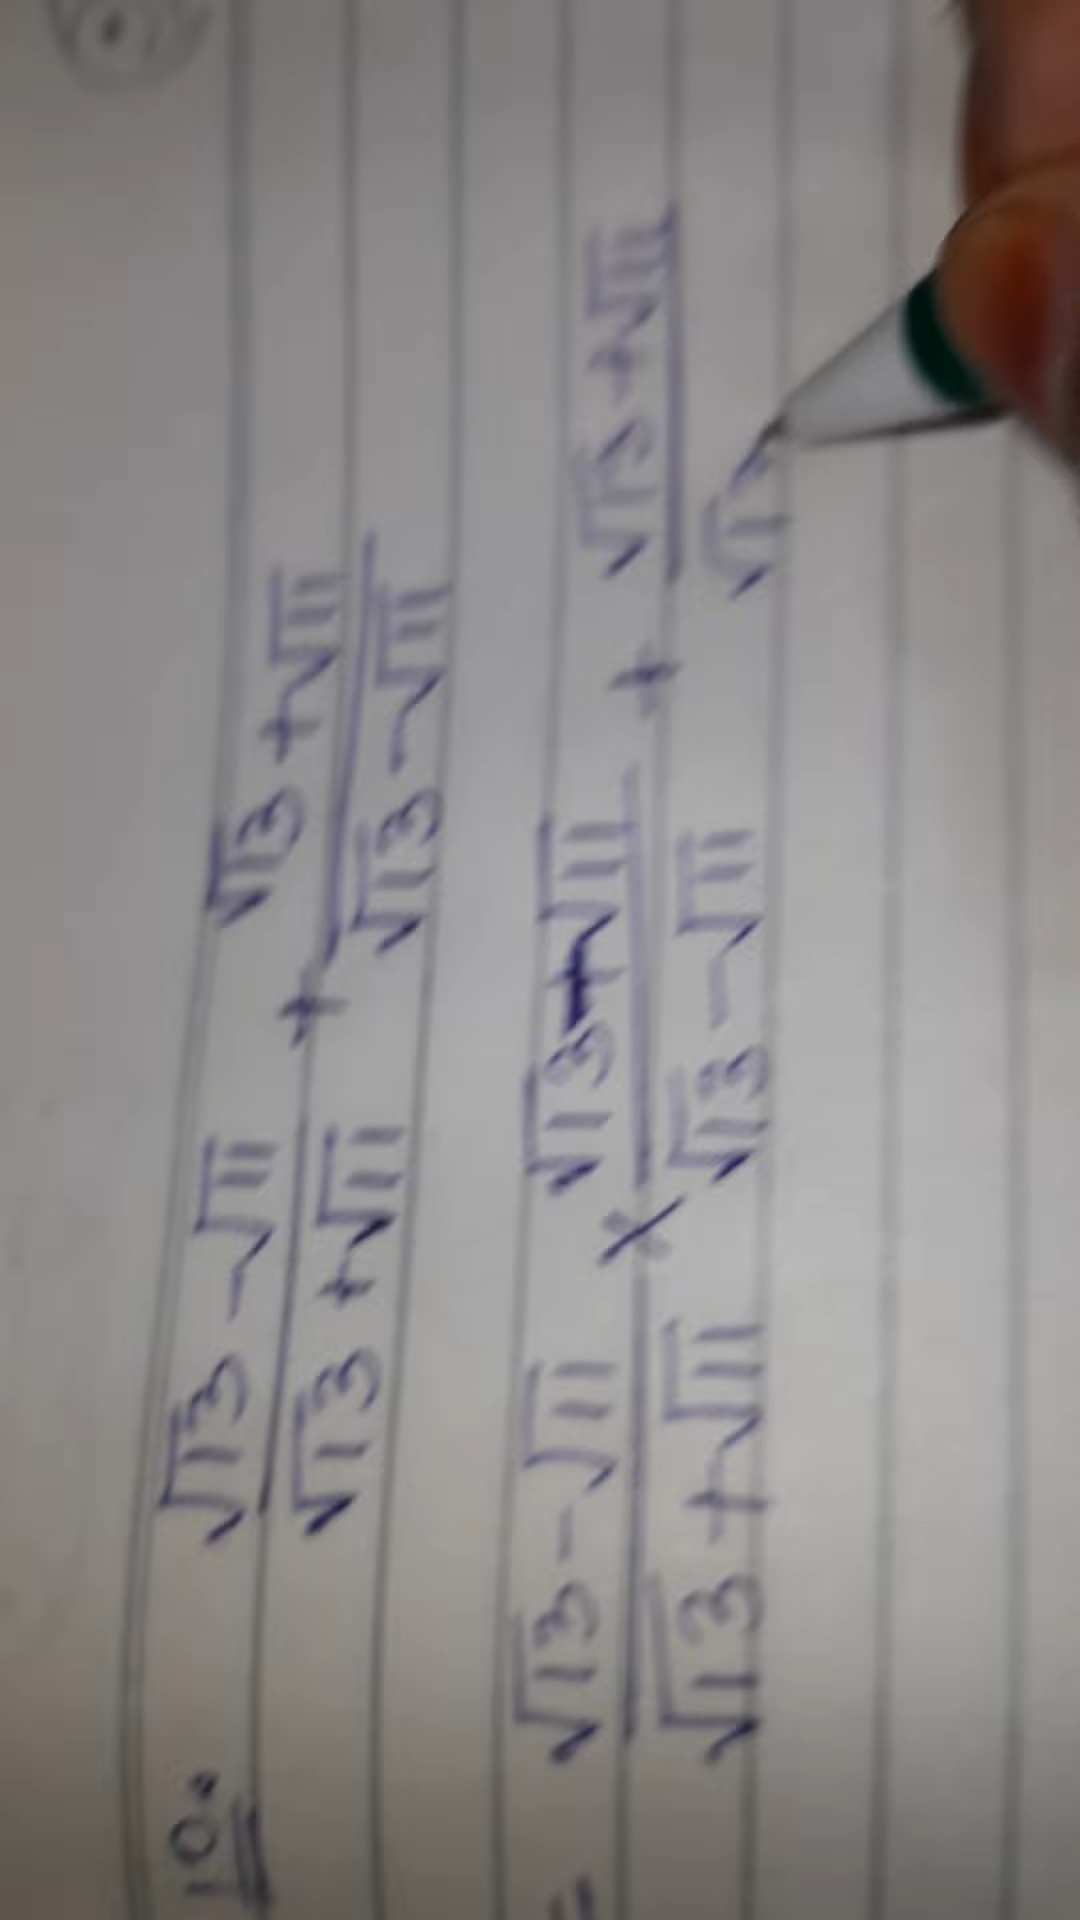 10. (√13 - √11)/(√13 + √11) + (√13 + √11)/(√13 - √11)
= (√13 - √11)/(√13 + √11) × (√13 - √11)/(√13 - √11) + (√13 + √11)/(√13